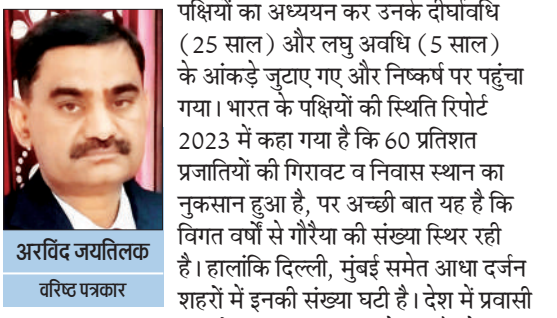 पक्षियों का अध्ययन कर उनके दीर्घावधि
(25 साल) और लघु अवधि (5 साल)
के आंकड़े जुटाए गए और निष्कर्ष पर पहुंचा
गया। भारत के पक्षियों की स्थिति रिपोर्ट
2023 में कहा गया है कि 60 प्रतिशत
प्रजातियों की गिरावट व निवास स्थान का
नुकसान हुआ है, पर अच्छी बात यह है कि
विगत वर्षों से गौरैया की संख्या स्थिर रही
है। हालांकि दिल्ली, मुंबई समेत आधा दर्जन
शहरों में इनकी संख्या घटी है। देश में प्रवासी
अरविंद जयतिलक
वरिष्ठ पत्रकार